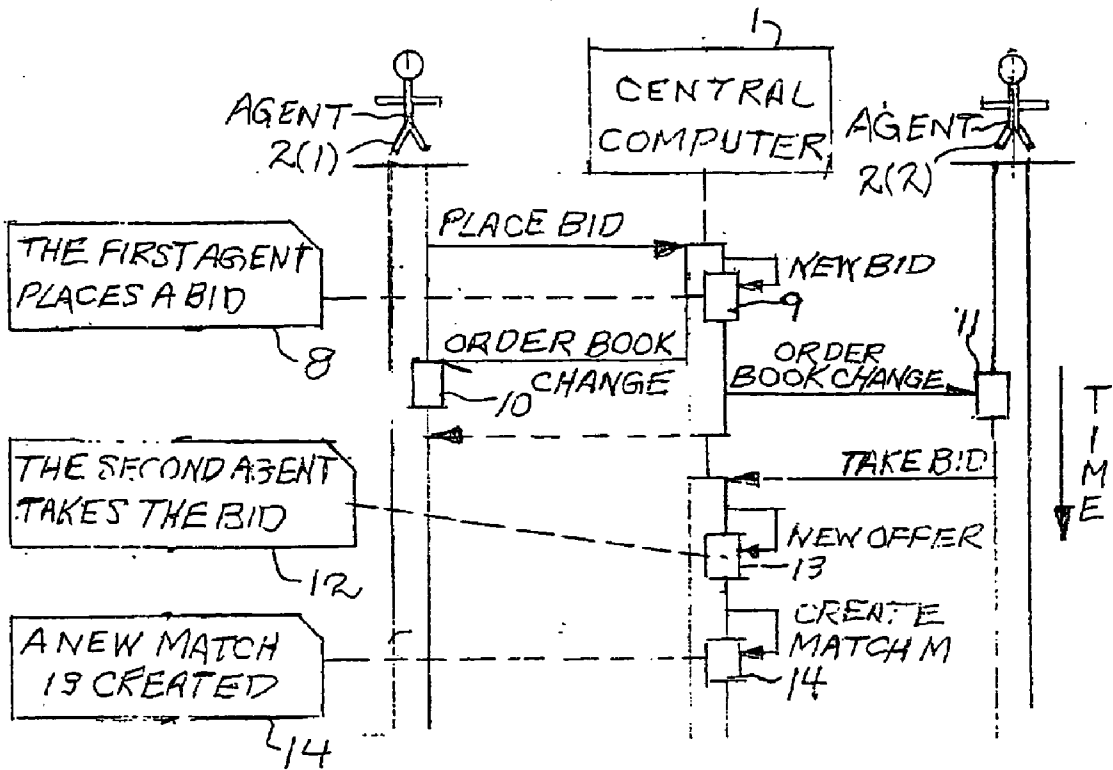 1
CENTRAL
COMPUTER
AGENT
2(1)
AGENT
2(2)
PLACE BID
THE FIRST AGENT
PLACES A BID
8
NEW BID
9
ORDER BOOK
CHANGE
10
ORDER
BOOK CHANGE
11
TIME
THE SECOND AGENT
TAKES THE BID
12
TAKE BID
NEW OFFER
13
CREATE
MATCH M
14
A NEW MATCH
IS CREATED
14